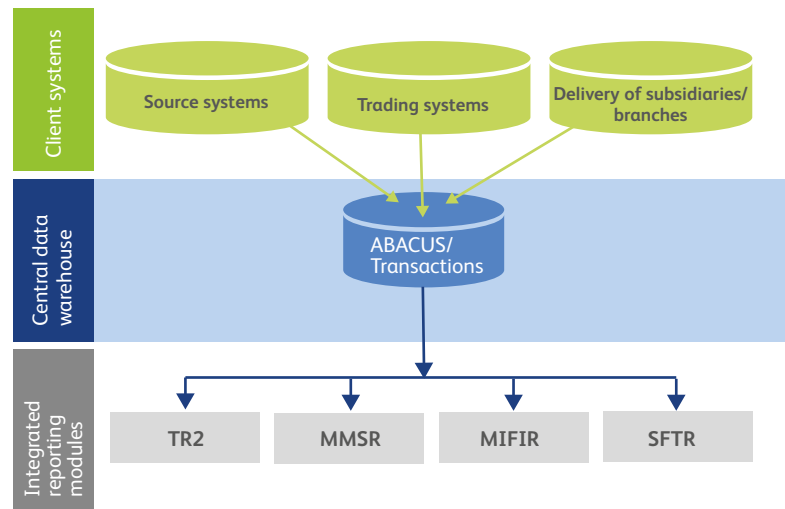 Client systems
Source systems
Trading systems
Delivery of subsidiaries/
branches
Central data
warehouse
ABACUS/
Transactions
Integrated
reporting
modules
TR2
MMSR
MIFIR
SFTR